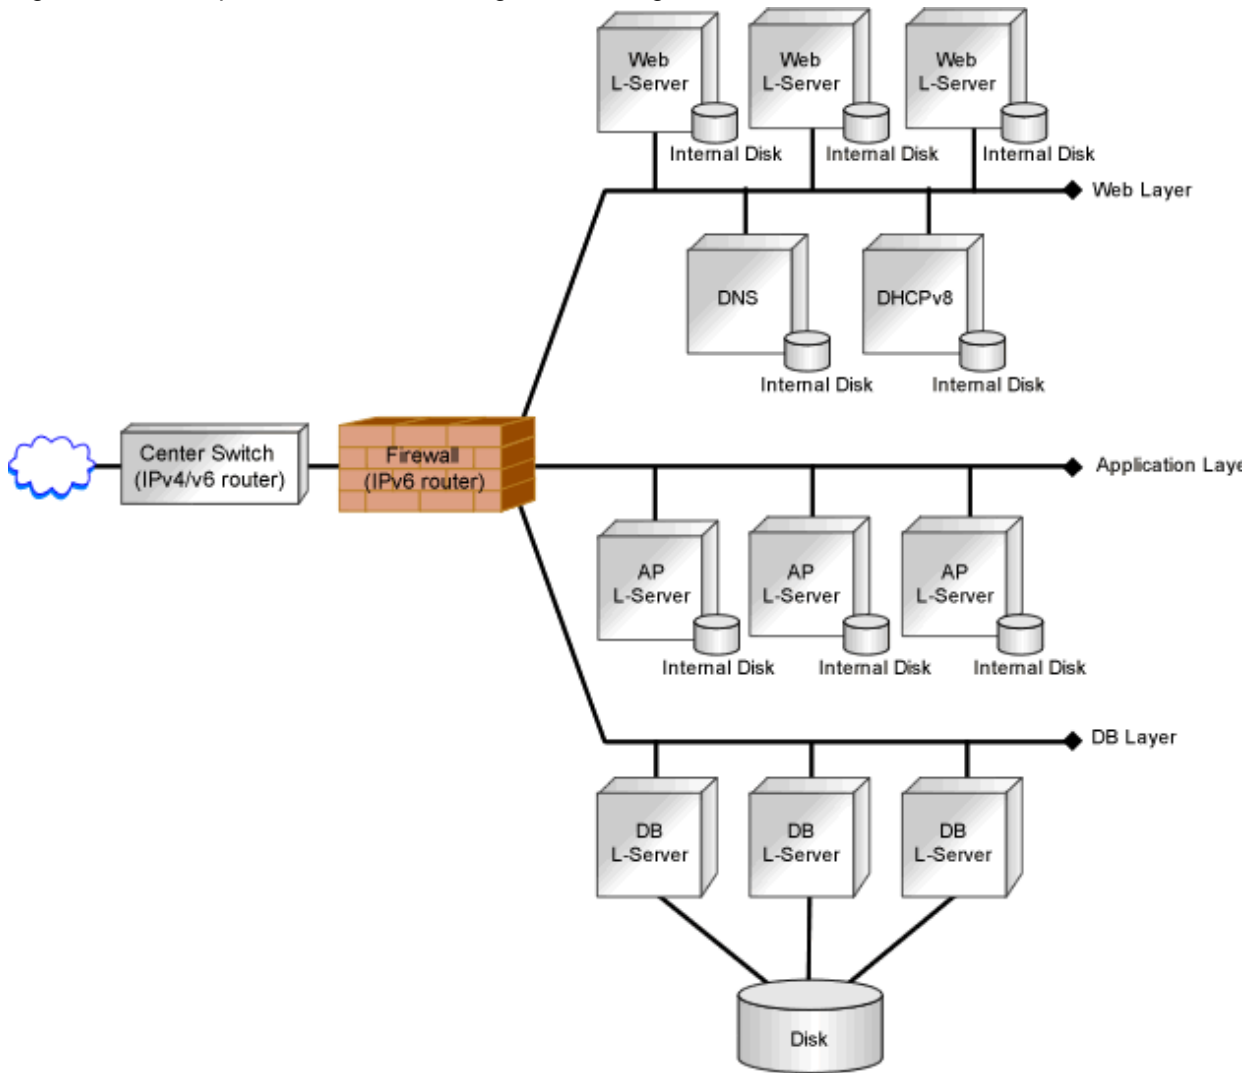 Web
L-Server
Internal Disk
Web
L-Server
Internal Disk
Web
L-Server
Internal Disk
Web Layer
DNS
Internal Disk
DHCPv8
Internal Disk
Center Switch
(IPv4/v6 router)
Firewall
(IPv6 router)
Application Laye
AP
L-Server
Internal Disk
AP
L-Server
Internal Disk
AP
L-Server
Internal Disk
DB Layer
DB
L-Server
DB
L-Server
DB
L-Server
Disk